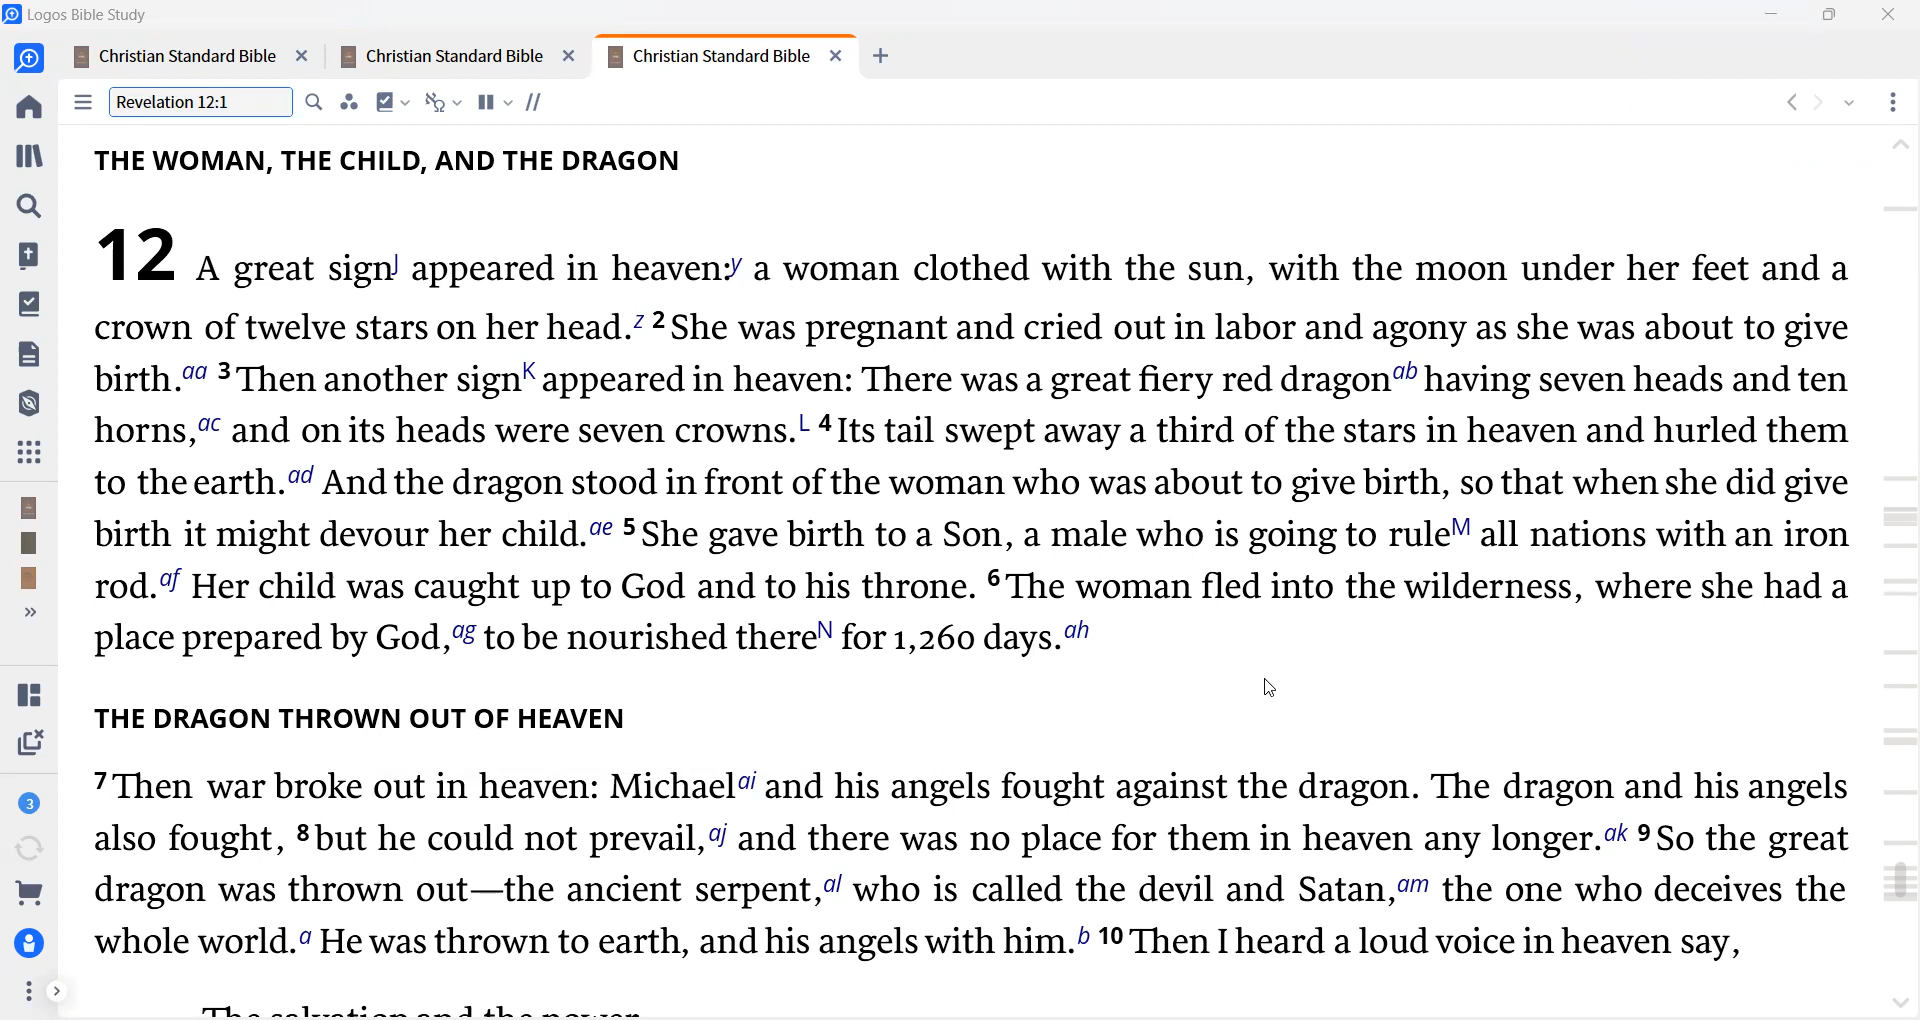 Logos Bible Study
Christian Standard Bible Christian Standard Bible Christian Standard Bible
Revelation 12:1
THE WOMAN, THE CHILD, AND THE DRAGON
12 A great signJ appeared in heaven:y a woman clothed with the sun, with the moon under her feet and a
crown of twelve stars on her head.z 2 She was pregnant and cried out in labor and agony as she was about to give
birth.aa 3 Then another signK appeared in heaven: There was a great fiery red dragonab having seven heads and ten
horns,ac and on its heads were seven crowns.L 4 Its tail swept away a third of the stars in heaven and hurled them
to the earth.ad And the dragon stood in front of the woman who was about to give birth, so that when she did give
birth it might devour her child.ae 5 She gave birth to a Son, a male who is going to ruleM all nations with an iron
rod.af Her child was caught up to God and to his throne. 6 The woman fled into the wilderness, where she had a
place prepared by God,ag to be nourished thereN for 1,260 days.ah
THE DRAGON THROWN OUT OF HEAVEN
7 Then war broke out in heaven: Michaelai and his angels fought against the dragon. The dragon and his angels
also fought, 8 but he could not prevail,aj and there was no place for them in heaven any longer.ak 9 So the great
dragon was thrown out—the ancient serpent,al who is called the devil and Satan,am the one who deceives the
whole world.a He was thrown to earth, and his angels with him.b 10 Then I heard a loud voice in heaven say,
The salvation and the power
3